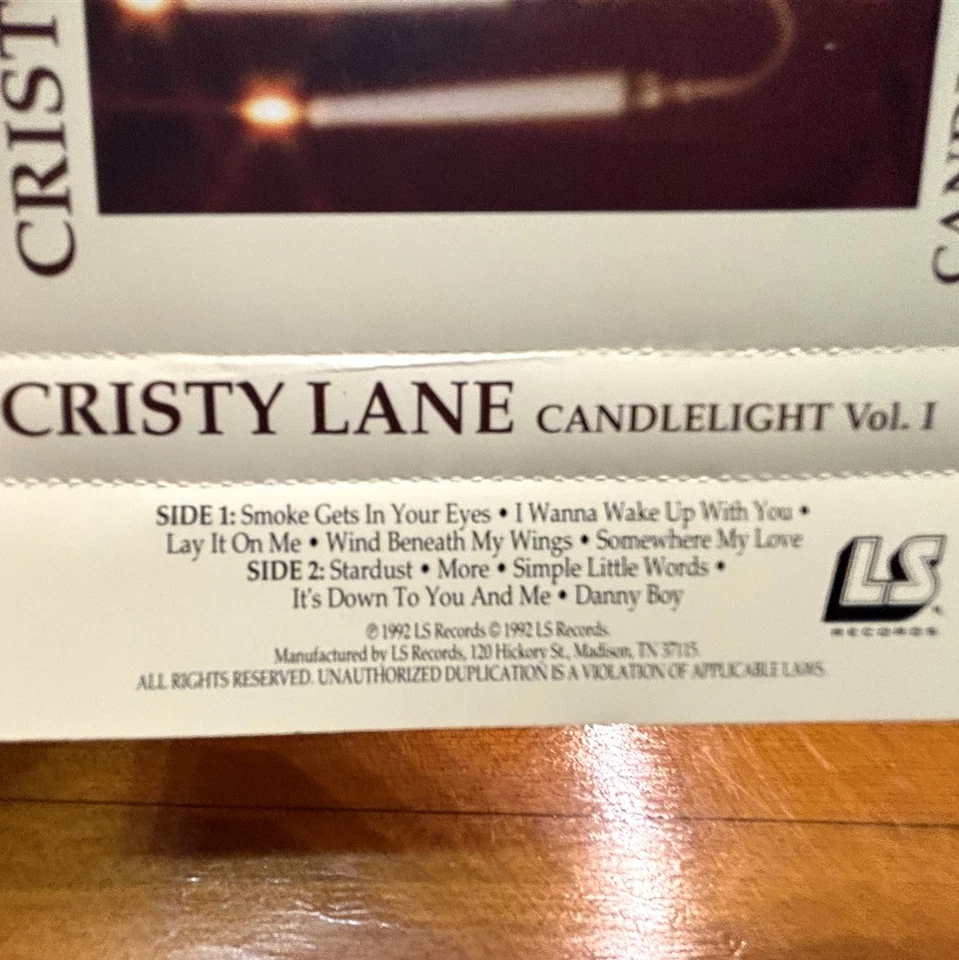 CRIST
CAND
CRISTY LANE CANDLELIGHT Vol. I
SIDE 1: Smoke Gets In Your Eyes • I Wanna Wake Up With You •
Lay It On Me • Wind Beneath My Wings • Somewhere My Love
SIDE 2: Stardust • More • Simple Little Words •
It's Down To You And Me • Danny Boy
LS
RECORDS
℗ 1992 LS Records © 1992 LS Records.
Manufactured by LS Records, 120 Hickory St., Madison, TN 37115.
ALL RIGHTS RESERVED. UNAUTHORIZED DUPLICATION IS A VIOLATION OF APPLICABLE LAWS.